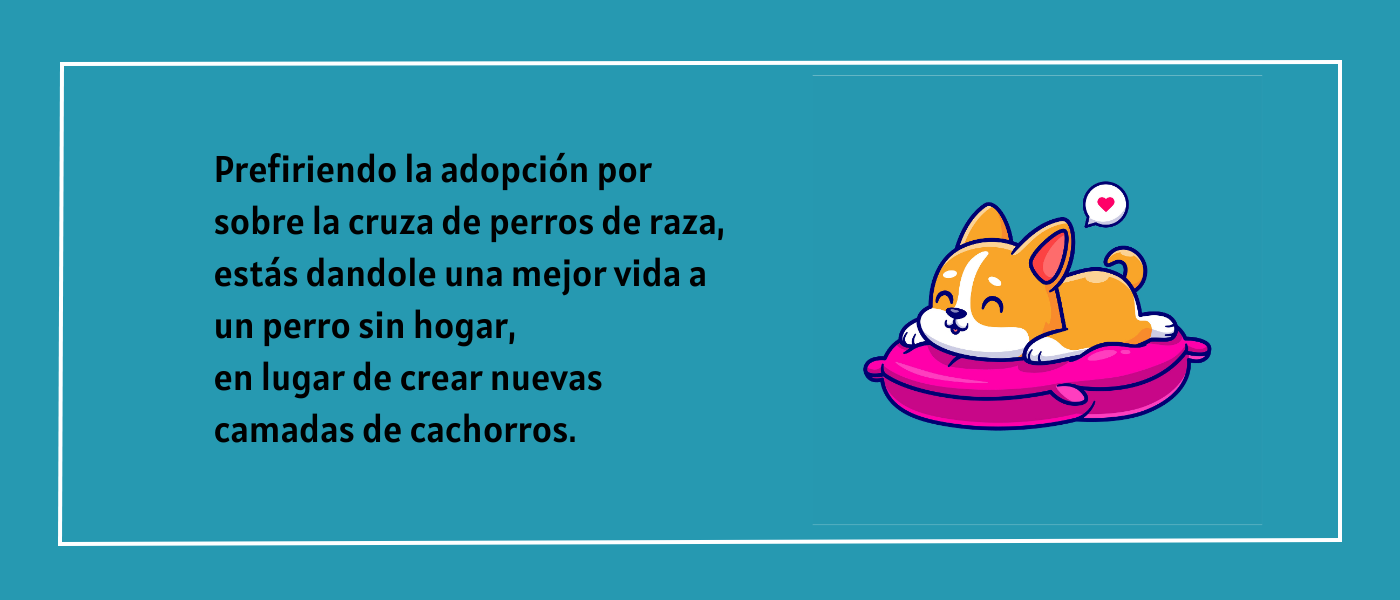 Prefiriendo la adopción por
sobre la cruza de perros de raza,
estás dandole una mejor vida a
un perro sin hogar,
en lugar de crear nuevas
camadas de cachorros.